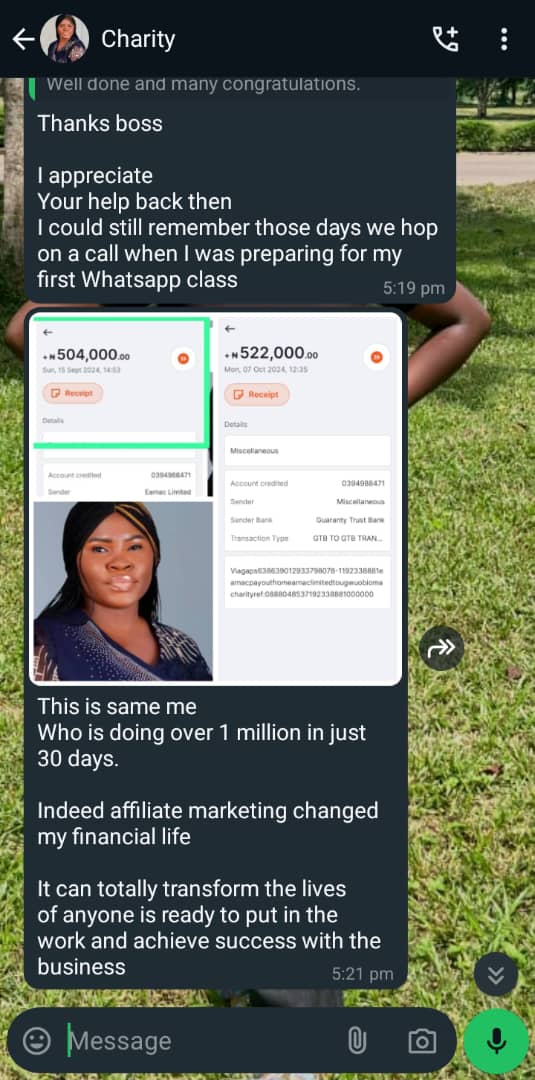 Charity
Well done and many congratulations.
Thanks boss
I appreciate
Your help back then
I could still remember those days we hop
on a call when I was preparing for my
first Whatsapp class
5:19 pm
+₦504,000.00
Sun, 15 Sept 2024, 14:53
Receipt
Details
Account credited 0394988471
Sender Eamac Limited
+₦522,000.00
Mon, 07 Oct 2024, 12:35
Receipt
Details
Miscellaneous
Account credited 0394988471
Sender Miscellaneous
Sender Bank Guaranty Trust Bank
Transaction Type GTB TO GTB TRAN...
This is same me
Who is doing over 1 million in just
30 days.
Indeed affiliate marketing changed
my financial life
It can totally transform the lives
of anyone is ready to put in the
work and achieve success with the
business
5:21 pm
Message